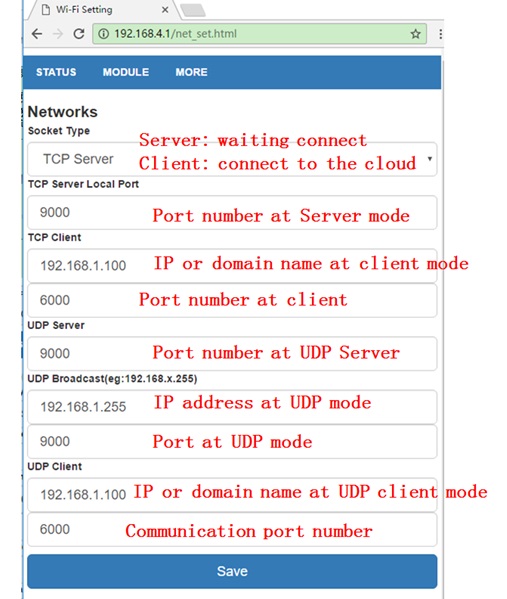 Wi-Fi Setting
192.168.4.1/net_set.html
STATUS MODULE MORE
Networks
Socket Type
Server: waiting connect
TCP Server
Client: connect to the cloud
TCP Server Local Port
9000 Port number at Server mode
TCP Client
192.168.1.100 IP or domain name at client mode
6000 Port number at client
UDP Server
9000 Port number at UDP Server
UDP Broadcast(eg:192.168.x.255)
192.168.1.255 IP address at UDP mode
9000 Port at UDP mode
UDP Client
192.168.1.100 IP or domain name at UDP client mode
6000 Communication port number
Save